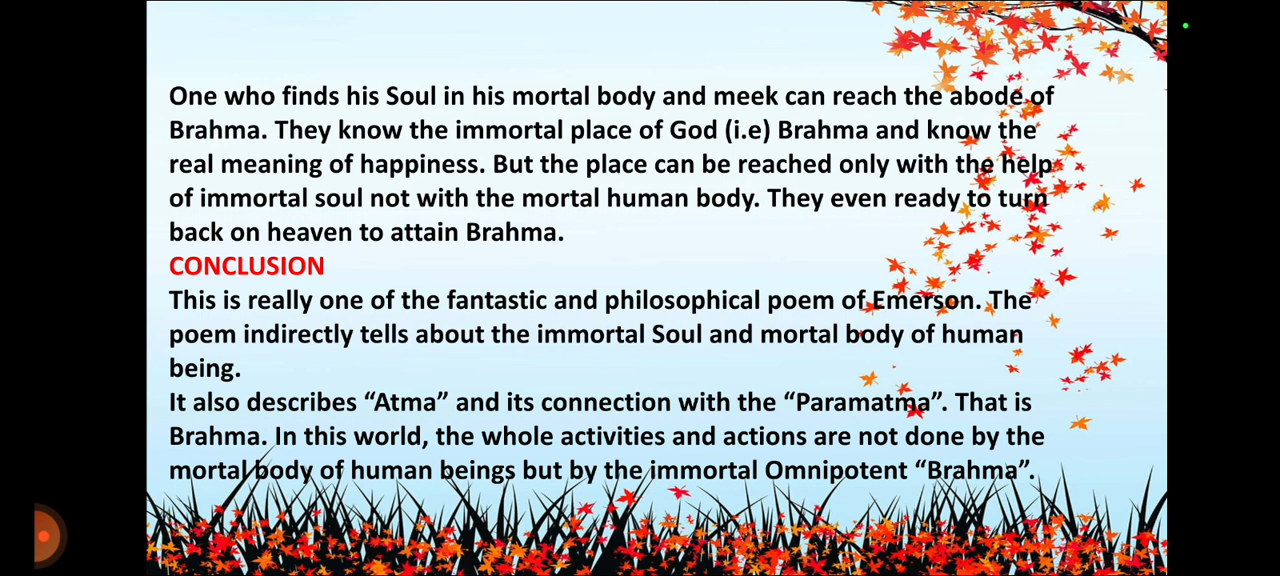 One who finds his Soul in his mortal body and meek can reach the abode of
Brahma. They know the immortal place of God (i.e) Brahma and know the
real meaning of happiness. But the place can be reached only with the help
of immortal soul not with the mortal human body. They even ready to turn
back on heaven to attain Brahma.
CONCLUSION
This is really one of the fantastic and philosophical poem of Emerson. The
poem indirectly tells about the immortal Soul and mortal body of human
being.
It also describes “Atma” and its connection with the “Paramatma”. That is
Brahma. In this world, the whole activities and actions are not done by the
mortal body of human beings but by the immortal Omnipotent “Brahma”.